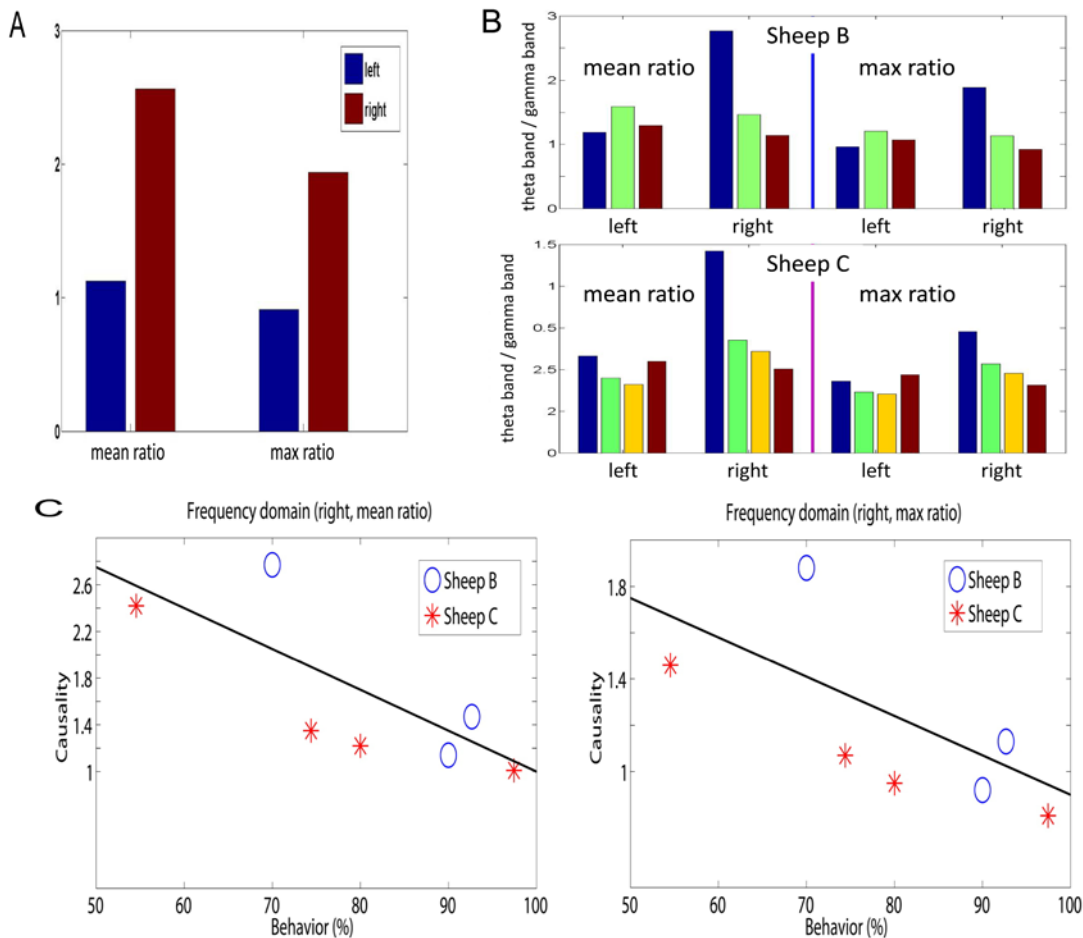 A
3
2
1
0
left
right
mean ratio
max ratio
B
theta band / gamma band
3
2
1
0
Sheep B
mean ratio
max ratio
left
right
left
right
theta band / gamma band
1.5
1
0.5
2.5
2
0
Sheep C
mean ratio
max ratio
left
right
left
right
C
Frequency domain (right, mean ratio)
Causality
2.6
2.2
1.8
1.4
1
Sheep B
Sheep C
50 60 70 80 90 100
Behavior (%)
Frequency domain (right, max ratio)
Causality
1.8
1.4
1
Sheep B
Sheep C
50 60 70 80 90 100
Behavior (%)